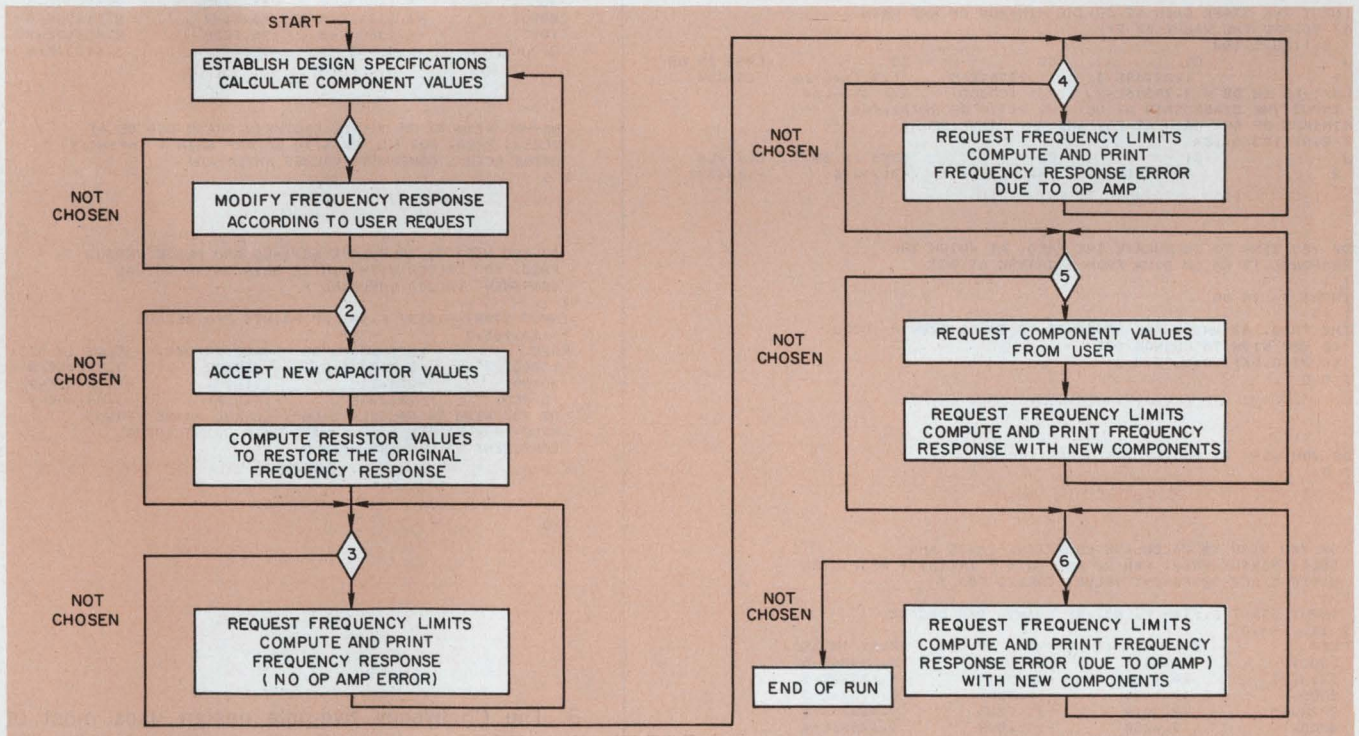 START
ESTABLISH DESIGN SPECIFICATIONS
CALCULATE COMPONENT VALUES
1
NOT
CHOSEN
MODIFY FREQUENCY RESPONSE
ACCORDING TO USER REQUEST
2
NOT
CHOSEN
ACCEPT NEW CAPACITOR VALUES
COMPUTE RESISTOR VALUES
TO RESTORE THE ORIGINAL
FREQUENCY RESPONSE
3
NOT
CHOSEN
REQUEST FREQUENCY LIMITS
COMPUTE AND PRINT
FREQUENCY RESPONSE
(NO OP AMP ERROR)
4
NOT
CHOSEN
REQUEST FREQUENCY LIMITS
COMPUTE AND PRINT
FREQUENCY RESPONSE ERROR
DUE TO OP AMP
5
NOT
CHOSEN
REQUEST COMPONENT VALUES
FROM USER
REQUEST FREQUENCY LIMITS
COMPUTE AND PRINT FREQUENCY
RESPONSE WITH NEW COMPONENTS
6
NOT
CHOSEN
REQUEST FREQUENCY LIMITS
COMPUTE AND PRINT FREQUENCY
RESPONSE ERROR (DUE TO OP AMP)
WITH NEW COMPONENTS
END OF RUN